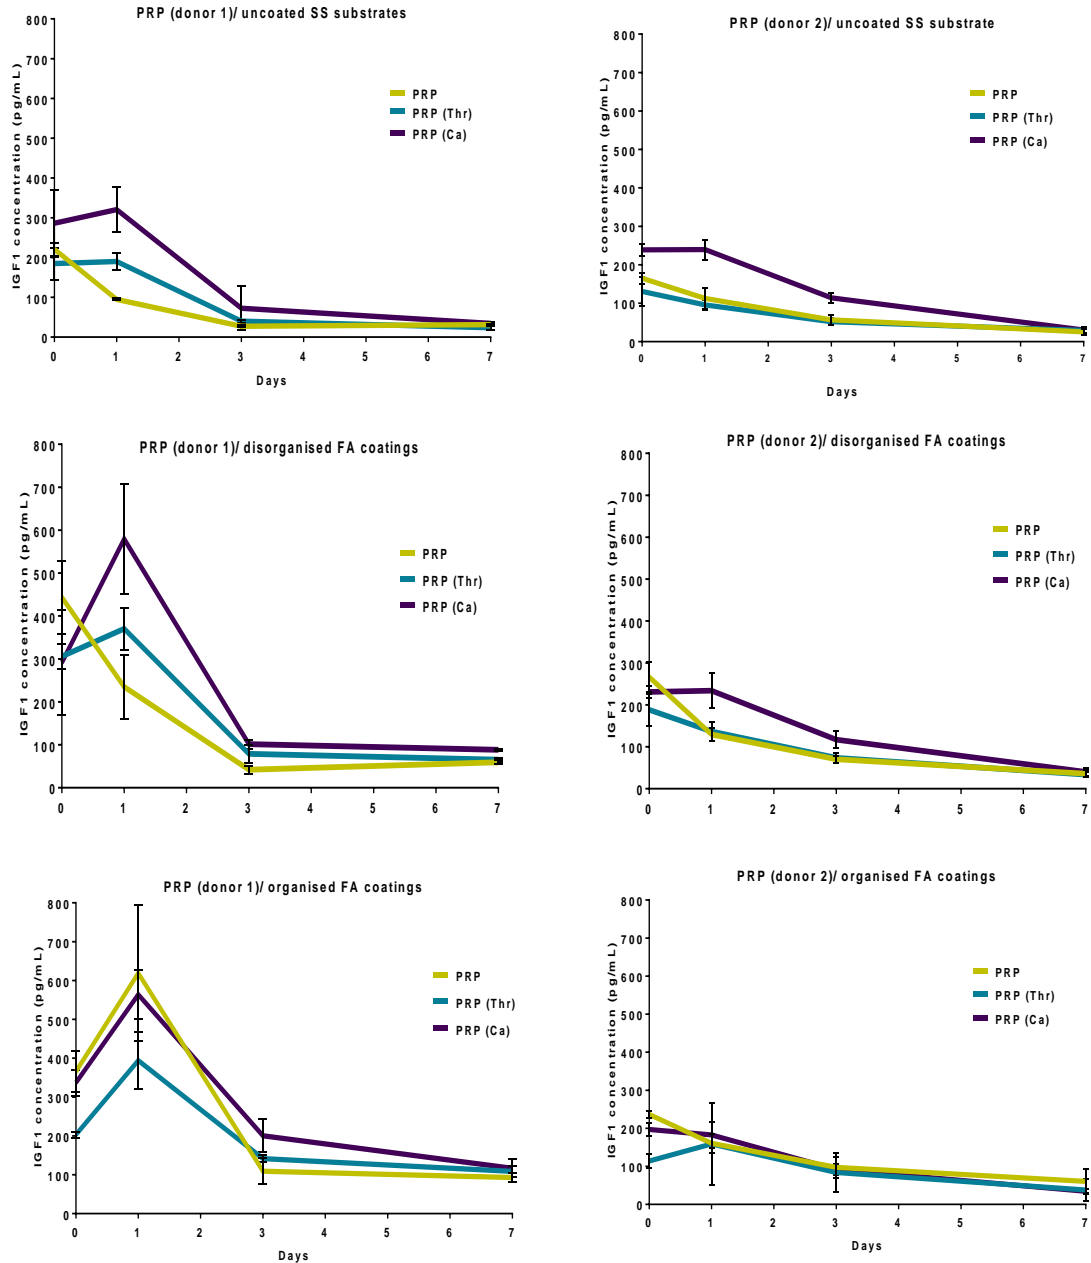 PRP (donor 1)/ uncoated SS substrates
IGF1 concentration (pg/mL)
800
700
600
500
400
300
200
100
0
PRP
PRP (Thr)
PRP (Ca)
0 1 2 3 4 5 6 7
Days
PRP (donor 2)/ uncoated SS substrate
IGF1 concentration (pg/mL)
800
700
600
500
400
300
200
100
0
PRP
PRP (Thr)
PRP (Ca)
0 1 2 3 4 5 6 7
Days
PRP (donor 1)/ disorganised FA coatings
IGF1 concentration (pg/mL)
800
700
600
500
400
300
200
100
0
PRP
PRP (Thr)
PRP (Ca)
0 1 2 3 4 5 6 7
PRP (donor 2)/ disorganised FA coatings
IGF1 concentration (pg/mL)
800
700
600
500
400
300
200
100
0
PRP
PRP (Thr)
PRP (Ca)
0 1 2 3 4 5 6 7
PRP (donor 1)/ organised FA coatings
IGF1 concentration (pg/mL)
800
700
600
500
400
300
200
100
0
PRP
PRP (Thr)
PRP (Ca)
0 1 2 3 4 5 6 7
Days
PRP (donor 2)/ organised FA coatings
IGF1 concentration (pg/mL)
800
700
600
500
400
300
200
100
0
PRP
PRP (Thr)
PRP (Ca)
0 1 2 3 4 5 6 7
Days